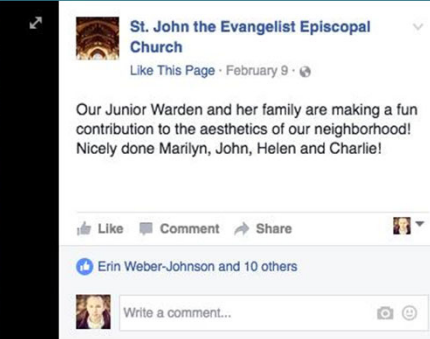 St. John the Evangelist Episcopal
Church
Like This Page · February 9 ·
Our Junior Warden and her family are making a fun
contribution to the aesthetics of our neighborhood!
Nicely done Marilyn, John, Helen and Charlie!
Like Comment Share
Erin Weber-Johnson and 10 others
Write a comment...